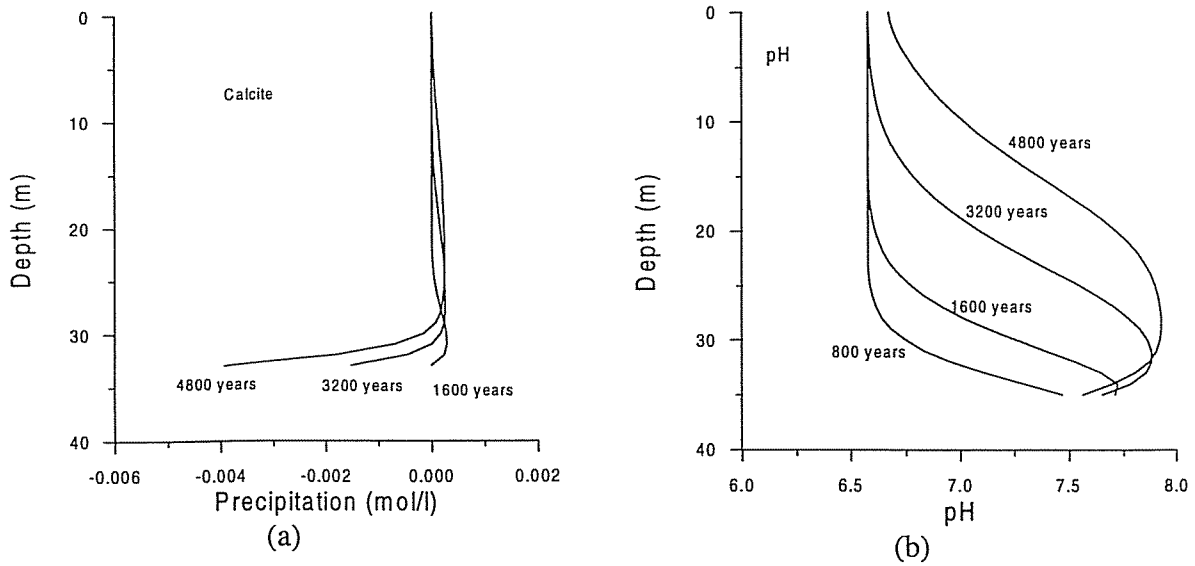 0
10
20
30
40
Depth (m)
Calcite
4800 years
3200 years
1600 years
-0.006
-0.004
-0.002
0.000
0.002
Precipitation (mol/l)
(a)
0
10
20
30
40
Depth (m)
pH
4800 years
3200 years
1600 years
800 years
6.0
6.5
7.0
7.5
8.0
pH
(b)